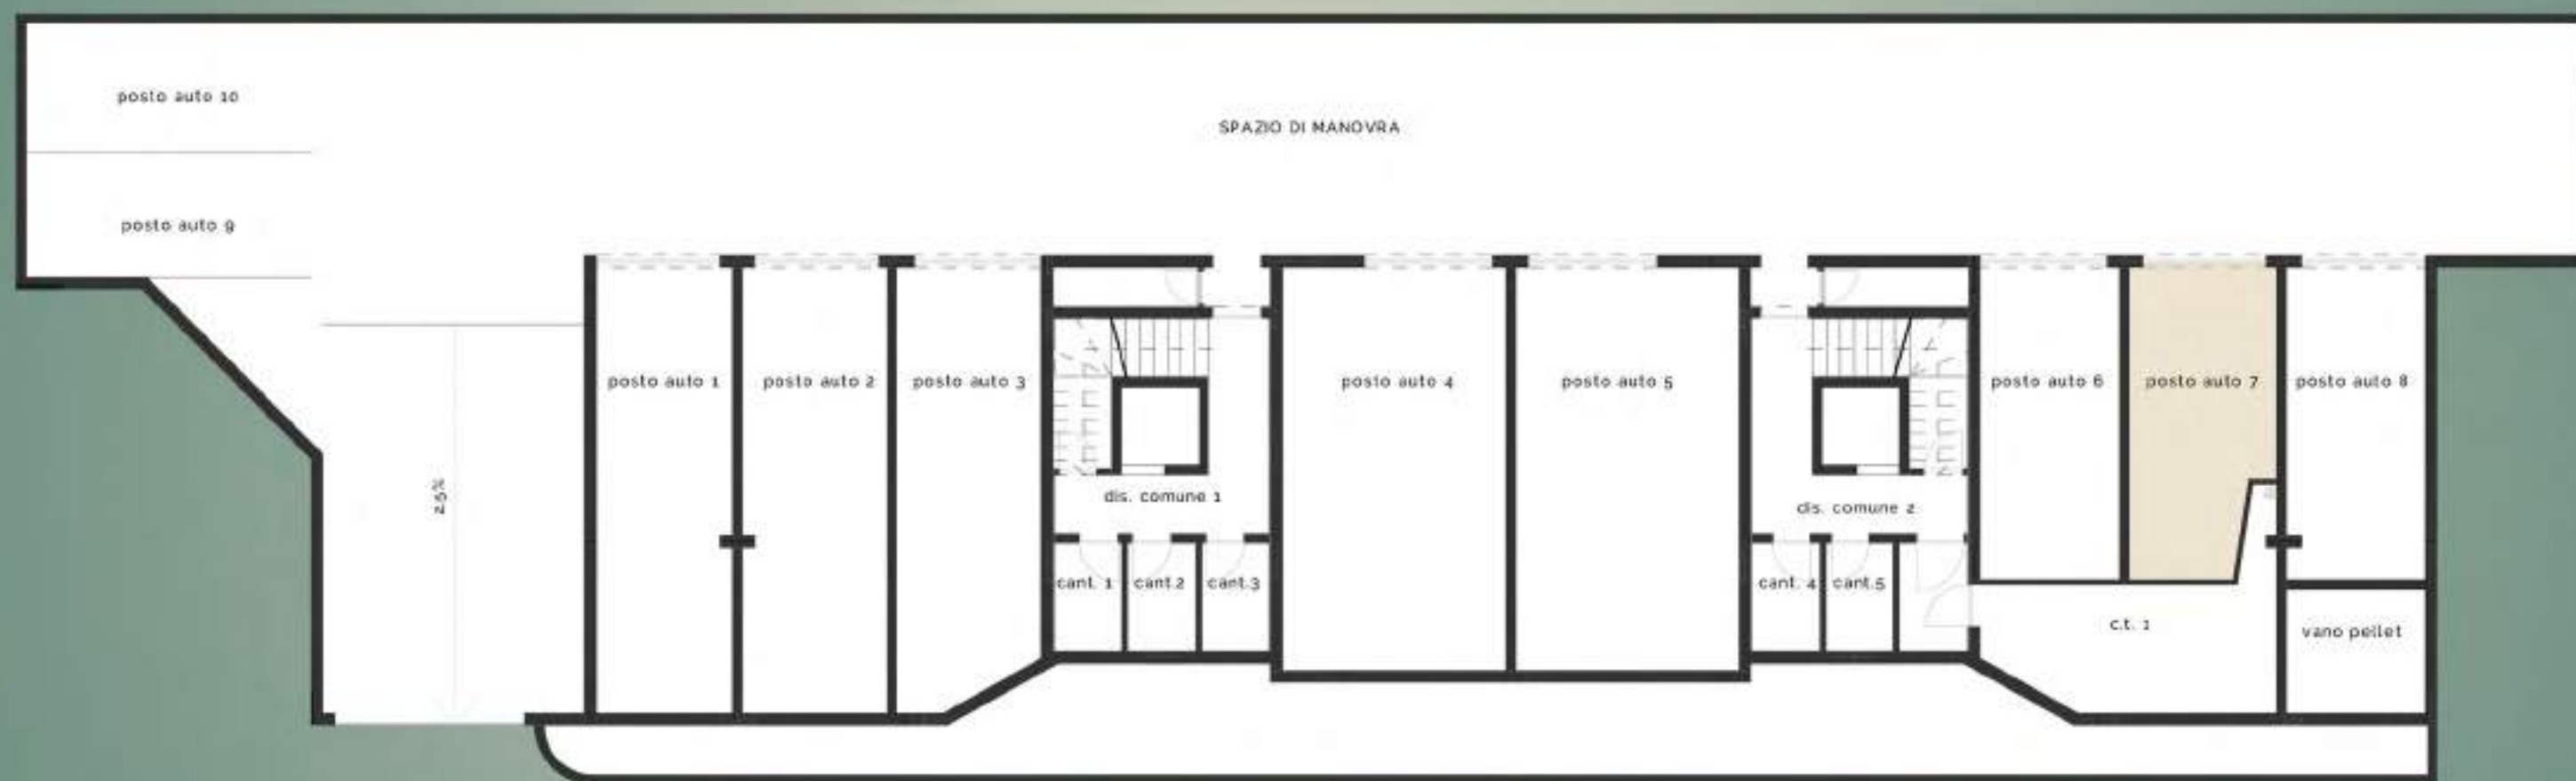 posto auto 10
SPAZIO DI MANOVRA
posto auto 9
posto auto 1
posto auto 2
posto auto 3
posto auto 4
posto auto 5
posto auto 6
posto auto 7
posto auto 8
2.5%
dis. comune 1
dis. comune 2
cant. 1
cant.2
cant.3
cant. 4
cant.5
c.t. 1
vano pellet